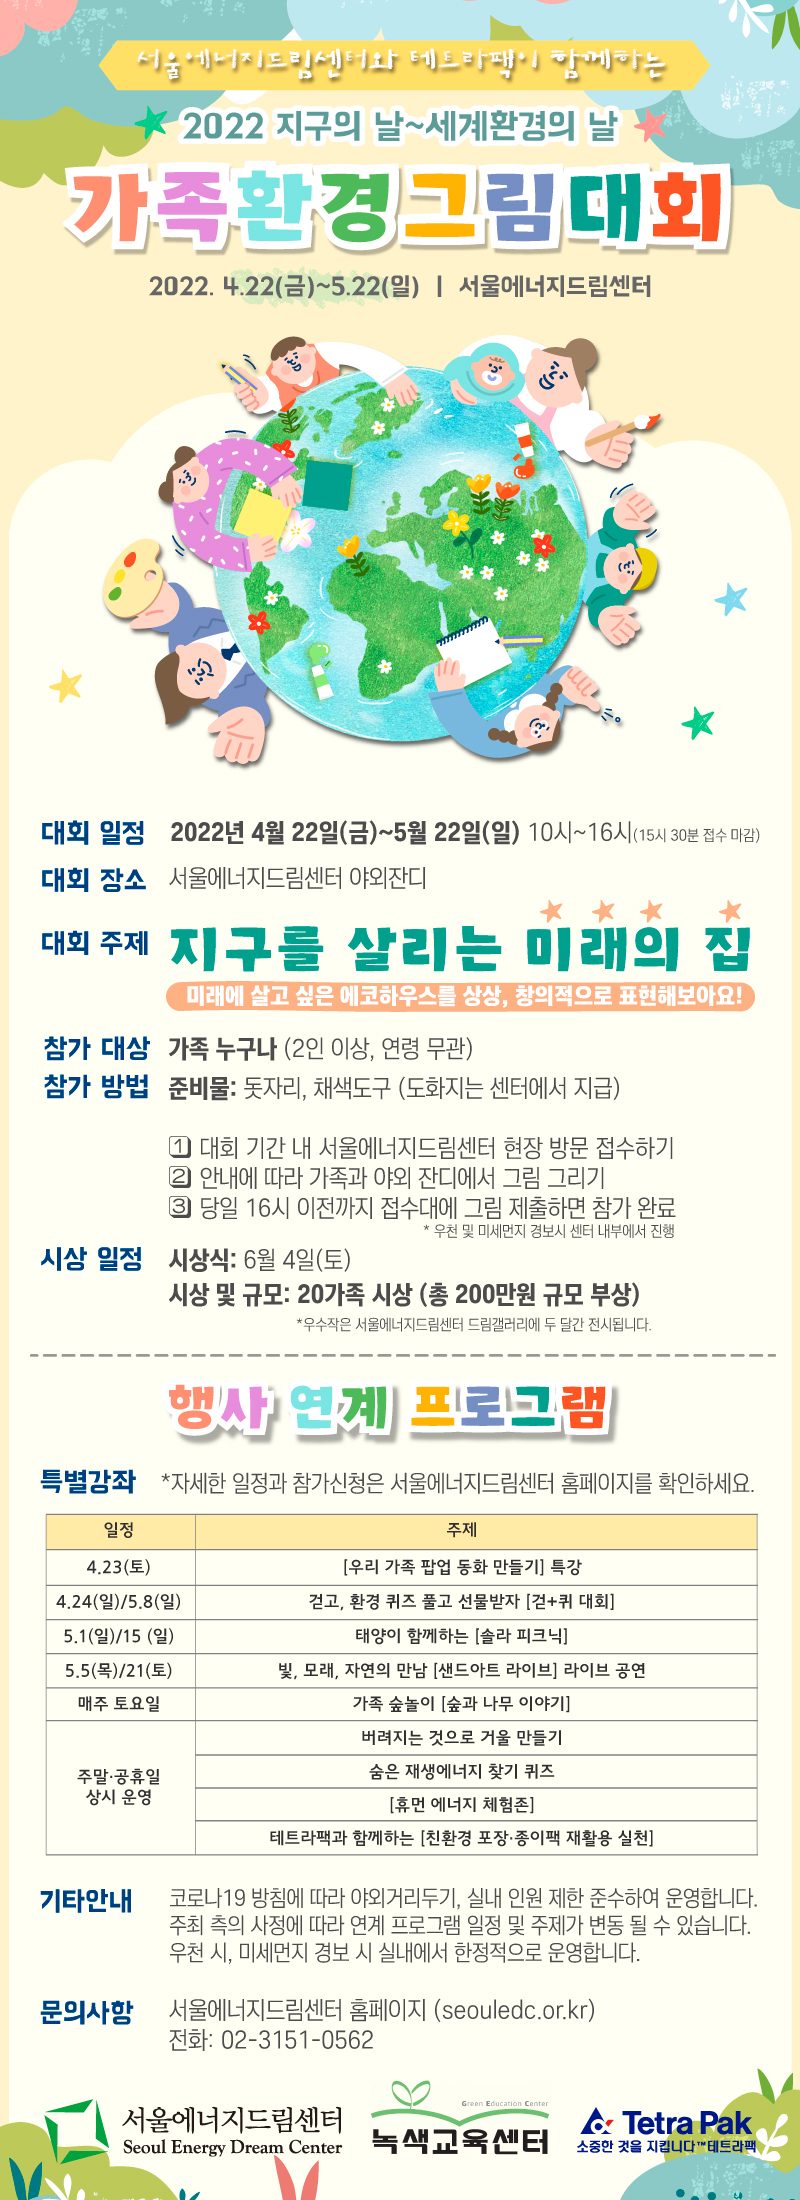 서울에너지드림센터와 테트라팩이 함께하는
2022 지구의 날~세계환경의 날
가족환경그림대회
2022. 4.22(금)~5.22(일) | 서울에너지드림센터
대회 일정 2022년 4월 22일(금)~5월 22일(일) 10시~16시(15시 30분 접수 마감)
대회 장소 서울에너지드림센터 야외잔디
대회 주제 지구를 살리는 미래의 집
미래에 살고 싶은 에코하우스를 상상, 창의적으로 표현해보아요!
참가 대상 가족 누구나 (2인 이상, 연령 무관)
참가 방법 준비물: 돗자리, 채색도구 (도화지는 센터에서 지급)
1 대회 기간 내 서울에너지드림센터 현장 방문 접수하기
2 안내에 따라 가족과 야외 잔디에서 그림 그리기
3 당일 16시 이전까지 접수대에 그림 제출하면 참가 완료
* 우천 및 미세먼지 경보시 센터 내부에서 진행
시상 일정 시상식: 6월 4일(토)
시상 및 규모: 20가족 시상 (총 200만원 규모 부상)
*우수작은 서울에너지드림센터 드림갤러리에 두 달간 전시됩니다.
행사 연계 프로그램
특별강좌 *자세한 일정과 참가신청은 서울에너지드림센터 홈페이지를 확인하세요.
일정 주제
4.23(토) [우리 가족 팝업 동화 만들기] 특강
4.24(일)/5.8(일) 걷고, 환경 퀴즈 풀고 선물받자 [걷+퀴 대회]
5.1(일)/15 (일) 태양이 함께하는 [솔라 피크닉]
5.5(목)/21(토) 빛, 모래, 자연의 만남 [샌드아트 라이브] 라이브 공연
매주 토요일 가족 숲놀이 [숲과 나무 이야기]
주말·공휴일
상시 운영
버려지는 것으로 거울 만들기
숨은 재생에너지 찾기 퀴즈
[휴먼 에너지 체험존]
테트라팩과 함께하는 [친환경 포장·종이팩 재활용 실천]
기타안내 코로나19 방침에 따라 야외거리두기, 실내 인원 제한 준수하여 운영합니다.
주최 측의 사정에 따라 연계 프로그램 일정 및 주제가 변동 될 수 있습니다.
우천 시, 미세먼지 경보 시 실내에서 한정적으로 운영합니다.
문의사항 서울에너지드림센터 홈페이지 (seouledc.or.kr)
전화: 02-3151-0562
서울에너지드림센터
Seoul Energy Dream Center
Green Education Center
녹색교육센터
Tetra Pak
소중한 것을 지킵니다™테트라팩